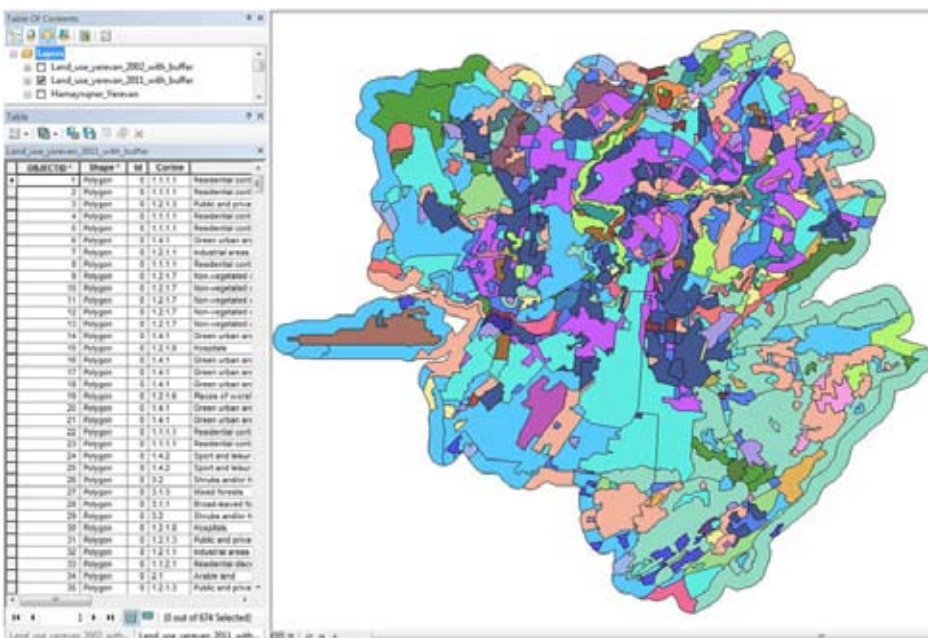 Table Of Contents
Layers
Land_use_yerevan_2002_with_buffer
Land_use_yerevan_2011_with_buffer
Hamaynqner_Yerevan
Table
Land_use_yerevan_2011_with_buffer
OBJECTID * Shape * Id Corine
1 Polygon 0 1.1.1.1 Residential cont
2 Polygon 0 1.1.1.1 Residential cont
3 Polygon 0 1.2.1.3 Public and priva
4 Polygon 0 1.1.1.1 Residential cont
5 Polygon 0 1.1.1.1 Residential cont
6 Polygon 0 1.4.1 Green urban are
7 Polygon 0 1.2.1.1 Industrial areas
8 Polygon 0 1.1.1.1 Residential cont
9 Polygon 0 1.2.1.7 Non-vegetated
10 Polygon 0 1.2.1.7 Non-vegetated
11 Polygon 0 1.2.1.7 Non-vegetated
12 Polygon 0 1.2.1.7 Non-vegetated
13 Polygon 0 1.2.1.7 Non-vegetated
14 Polygon 0 1.4.1 Green urban are
15 Polygon 0 1.2.1.8 Hospitals
16 Polygon 0 1.4.1 Green urban are
17 Polygon 0 1.4.1 Green urban are
18 Polygon 0 1.4.1 Green urban are
19 Polygon 0 1.2.1.6 Places of worsh
20 Polygon 0 1.4.1 Green urban are
21 Polygon 0 1.4.1 Green urban are
22 Polygon 0 1.1.1.1 Residential cont
23 Polygon 0 1.1.1.1 Residential cont
24 Polygon 0 1.4.2 Sport and leisur
25 Polygon 0 1.4.2 Sport and leisur
26 Polygon 0 3.2 Shrubs and/or h
27 Polygon 0 3.1.3 Mixed forests
28 Polygon 0 3.1.1 Broad-leaved fo
29 Polygon 0 3.2 Shrubs and/or h
30 Polygon 0 1.2.1.8 Hospitals
31 Polygon 0 1.2.1.3 Public and priva
32 Polygon 0 1.2.1.1 Industrial areas
33 Polygon 0 1.1.2.1 Residential disc
34 Polygon 0 2.1 Arable land
35 Polygon 0 1.2.1.3 Public and priva
1 (0 out of 674 Selected)
Land_use_yerevan_2002_with... Land_use_yerevan_2011_with...